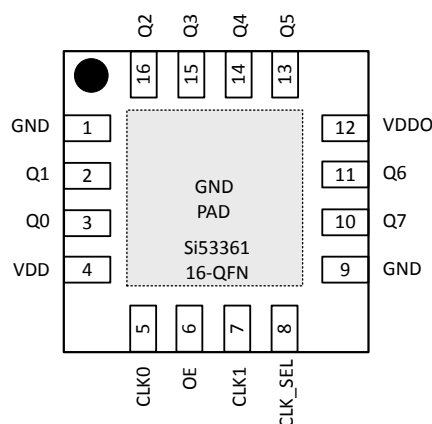 Q2 Q3 Q4 Q5
16 15 14 13
GND 1 12 VDDO
Q1 2 11 Q6
GND
PAD
Q0 3 10 Q7
Si53361
VDD 4 9 GND
16-QFN
5 6 7 8
CLK0 OE CLK1 CLK_SEL